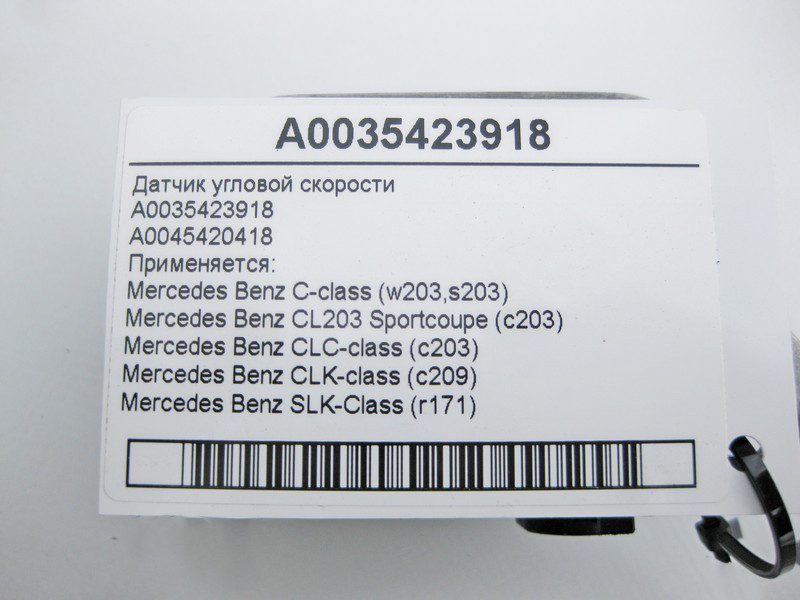 A0035423918
Датчик угловой скорости
A0035423918
A0045420418
Применяется:
Mercedes Benz C-class (w203,s203)
Mercedes Benz CL203 Sportcoupe (c203)
Mercedes Benz CLC-class (c203)
Mercedes Benz CLK-class (c209)
Mercedes Benz SLK-Class (r171)